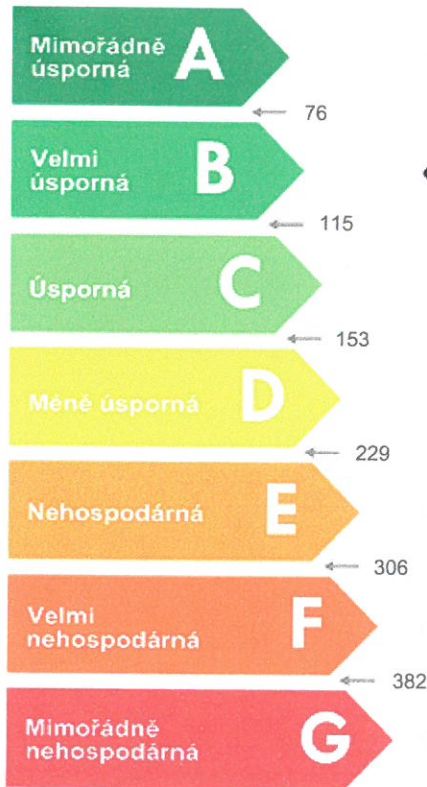 Mimořádně
úsporná
A
76
Velmi
úsporná
B
115
Úsporná
C
153
Méně úsporná
D
229
Nehospodárná
E
306
Velmi
nehospodárná
F
382
Mimořádně
nehospodárná
G